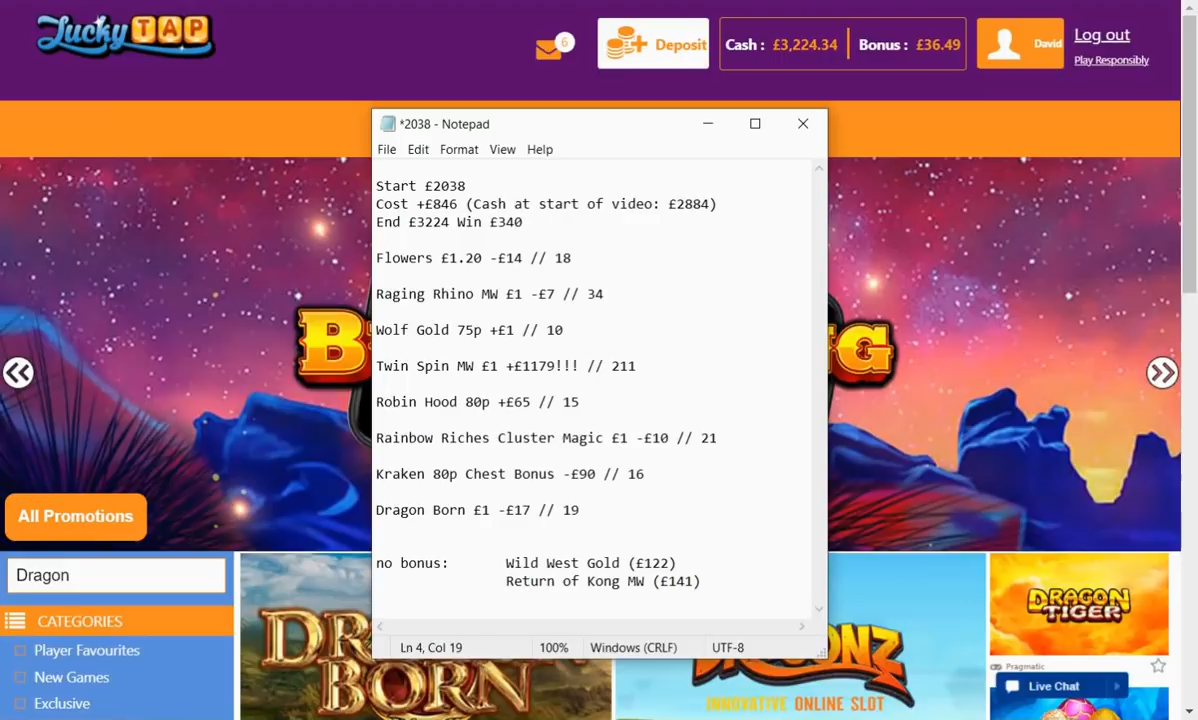 Lucky TAP
6
Deposit
Cash : £3,224.34
Bonus : £36.49
David
Log out
Play Responsibly
*2038 - Notepad
File Edit Format View Help
Start £2038
Cost +£846 (Cash at start of video: £2884)
End £3224 Win £340
Flowers £1.20 -£14 // 18
Raging Rhino MW £1 -£7 // 34
Wolf Gold 75p +£1 // 10
Twin Spin MW £1 +£1179!!! // 211
Robin Hood 80p +£65 // 15
Rainbow Riches Cluster Magic £1 -£10 // 21
Kraken 80p Chest Bonus -£90 // 16
Dragon Born £1 -£17 // 19
no bonus: Wild West Gold (£122)
Return of Kong MW (£141)
Ln 4, Col 19 100% Windows (CRLF) UTF-8
All Promotions
Dragon
CATEGORIES
Player Favourites
New Games
Exclusive
BORN
INNOVATIVE ONLINE SLOT
DRAGON
TIGER
Pragmatic
Live Chat